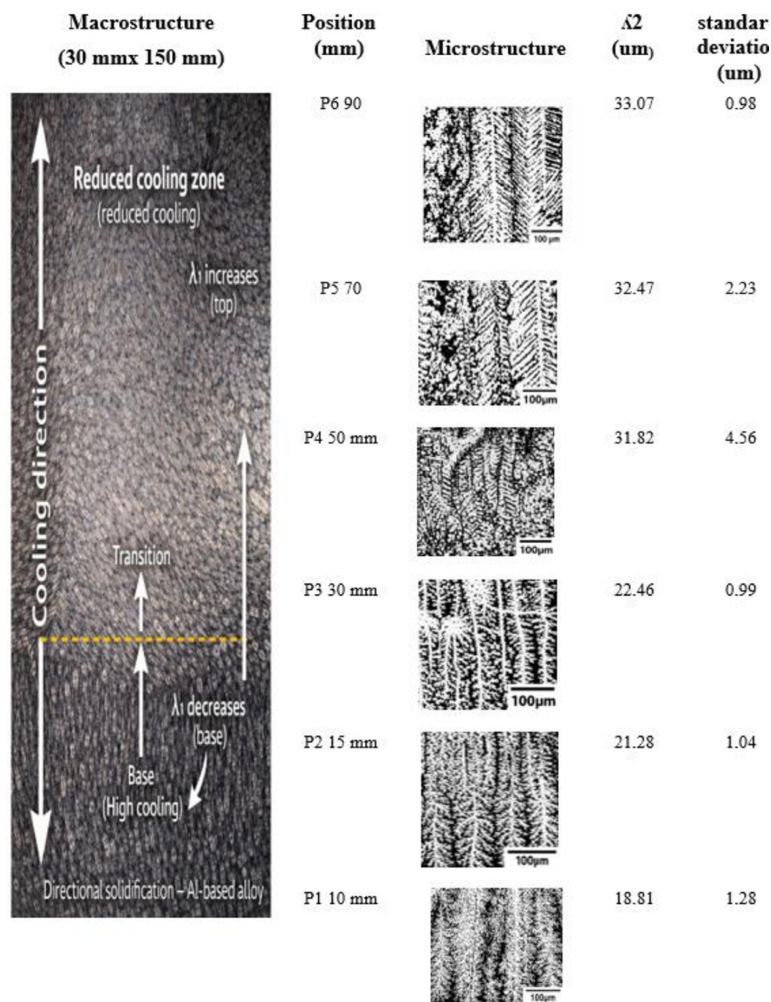 Macrostructure
(30 mmx 150 mm)
Position
(mm)
Microstructure
ʎ2
(um)
standar
deviatio
(um)
P6 90
33.07
0.98
100 µm
Reduced cooling zone
(reduced cooling)
λ1 increases
(top)
P5 70
32.47
2.23
100µm
Cooling direction
P4 50 mm
31.82
4.56
100µm
Transition
P3 30 mm
22.46
0.99
100µm
λ1 decreases
(base)
Base
(High cooling)
P2 15 mm
21.28
1.04
100µm
Directional solidification – Al-based alloy
P1 10 mm
18.81
1.28
100µm